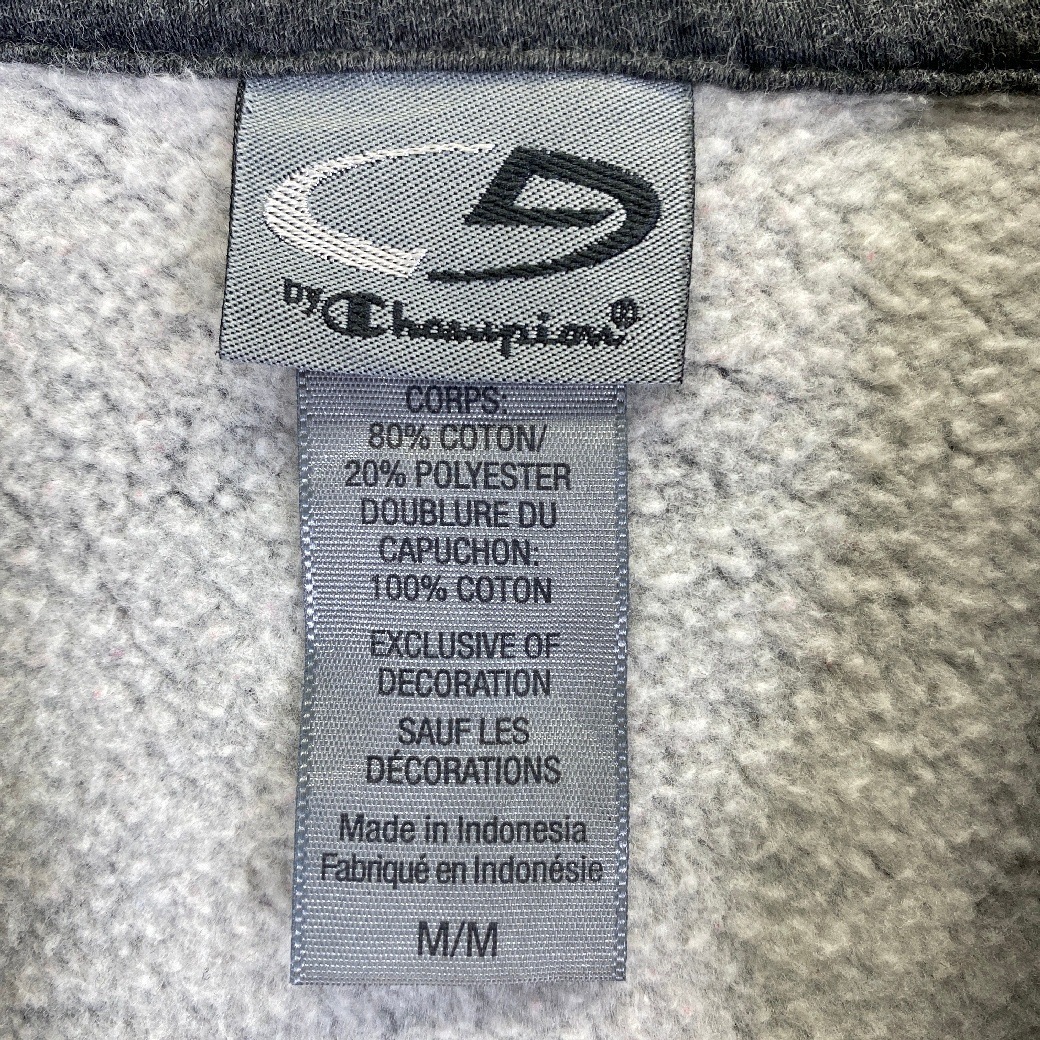 by Champion®
CORPS:
80% COTON/
20% POLYESTER
DOUBLURE DU
CAPUCHON:
100% COTON
EXCLUSIVE OF
DECORATION
SAUF LES
DÉCORATIONS
Made in Indonesia
Fabriqué en Indonésie
M/M